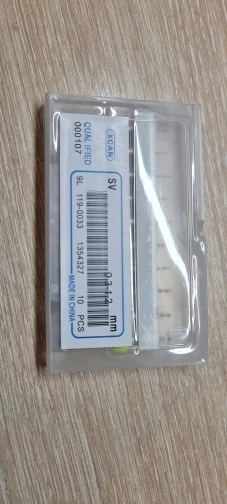 XCAN
QUALIFIED
000107
SV
0.3-1.2 mm
9L 119-0033 1354327 10 PCS
MADE IN CHINA